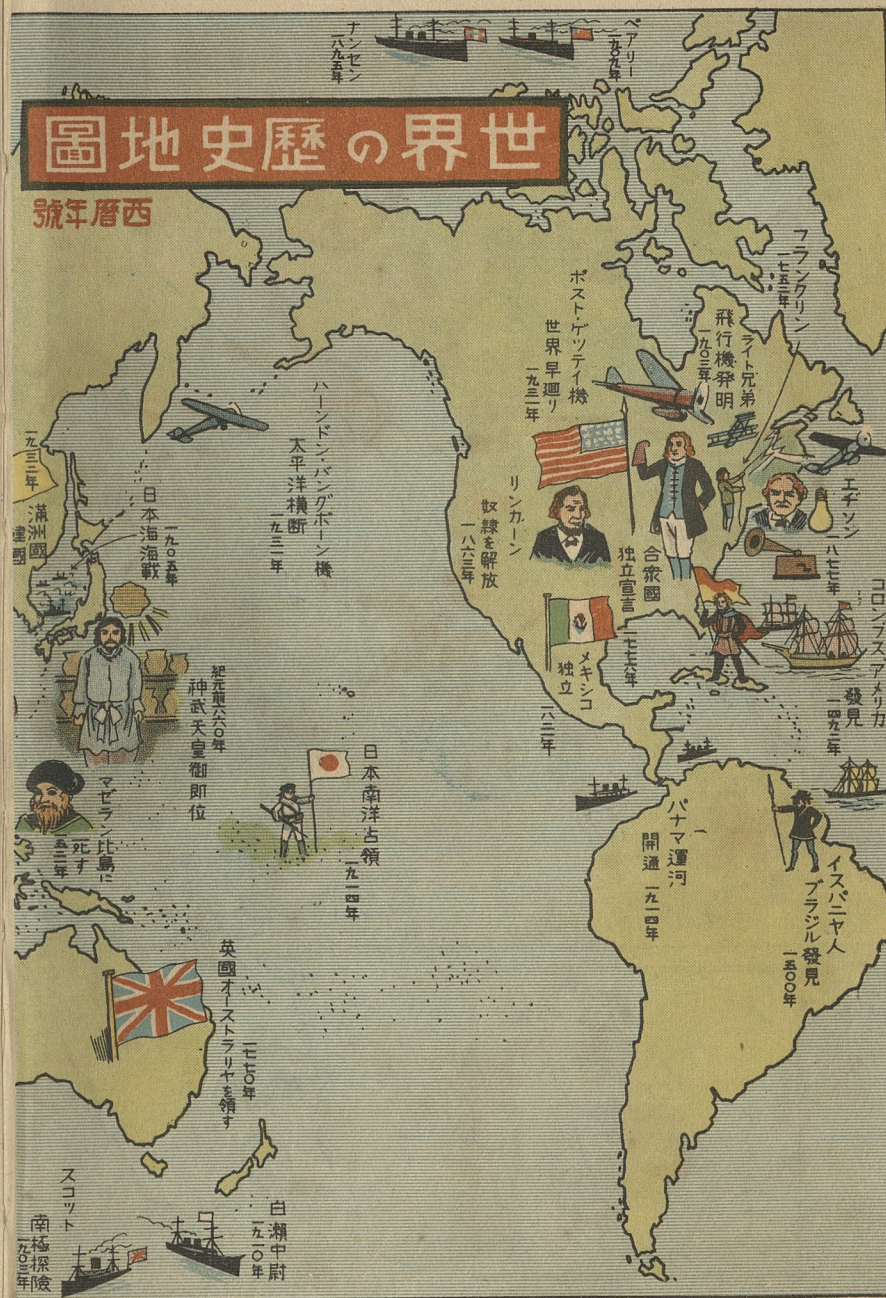 世界の歷史地圖
西曆年號
ペアリー
一九〇九年
ナンセン
一八九五年
フランクリン
一七五二年
ライト兄弟
飛行機発明
一九〇三年
ポスト・ゲッテイ機
世界早廻り
一九三一年
エヂソン
一八七七年
コロンブスアメリカ
發見
一四九二年
合衆國
独立宣言
一七七六年
リンカーン
奴隷を解放
一八六三年
メキシコ
独立
一八二一年
ハーンドン・パングボーン機
太平洋横断
一九三一年
日本海海戰
一九〇五年
一九三二年
滿洲國
建國
紀元前六六〇年
神武天皇御即位
日本南洋占領
一九一四年
マゼラン比島に
死す
一五二一年
パナマ運河
開通 一九一四年
イスパニヤ人
ブラジル發見
一五〇〇年
英國オーストラリヤを領す
一七七〇年
白瀬中尉
一九一〇年
スコット
南極探險
一九〇三年